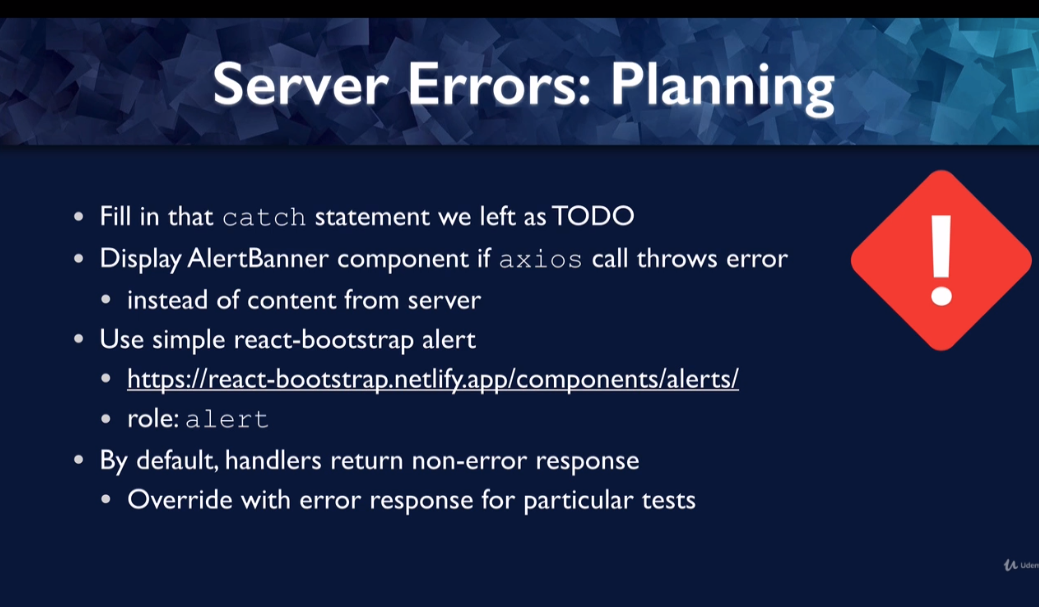 Server Errors: Planning
• Fill in that catch statement we left as TODO
• Display AlertBanner component if axios call throws error
• instead of content from server
• Use simple react-bootstrap alert
• https://react-bootstrap.netlify.app/components/alerts/
• role: alert
• By default, handlers return non-error response
• Override with error response for particular tests
!